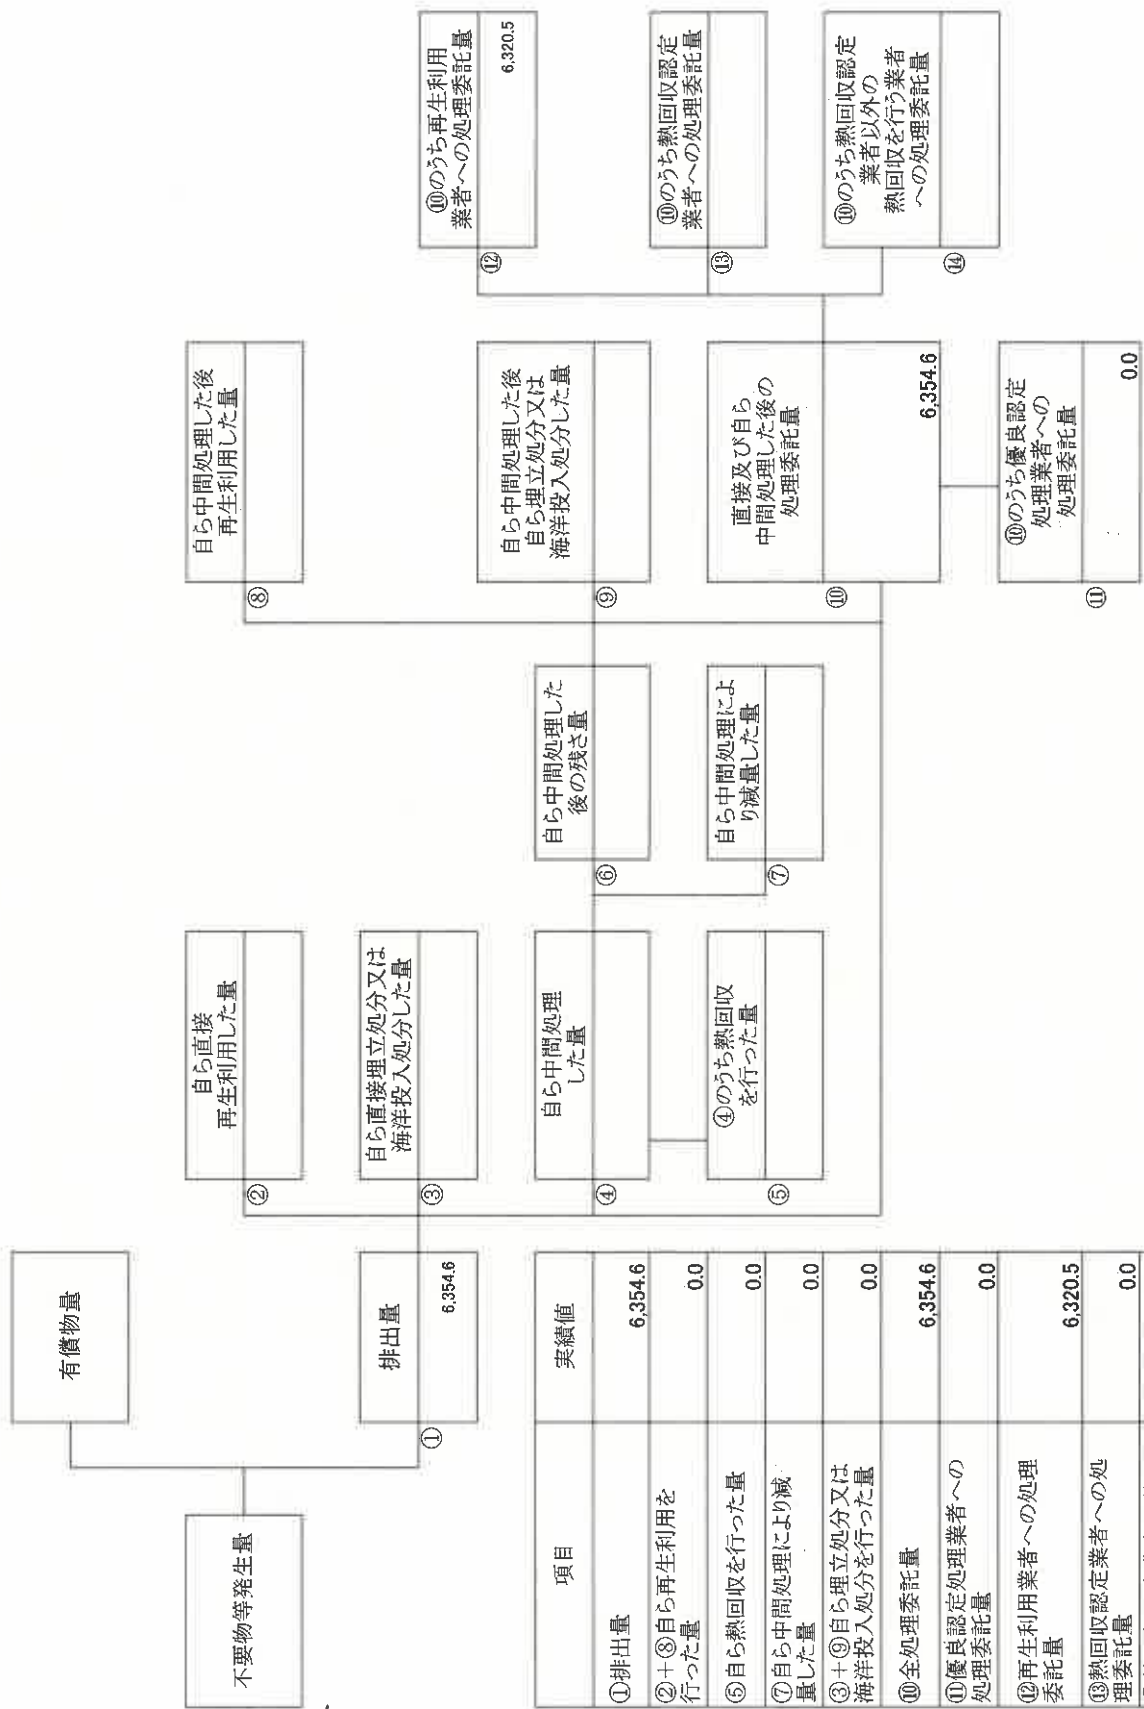 不要物等発生量
有償物量
①
排出量
6,354.6
②
自ら直接
再生利用した量
③
自ら直接埋立処分又は
海洋投入処分した量
④
自ら中間処理
した量
⑤
④のうち熱回収
を行った量
⑥
自ら中間処理した
後の残さ量
⑦
自ら中間処理によ
り減量した量
⑧
自ら中間処理した後
再生利用した量
⑨
自ら中間処理した後
自ら埋立処分又は
海洋投入処分した量
⑩
直接及び自ら
中間処理した後の
処理委託量
6,354.6
⑪
⑩のうち優良認定
処理業者への
処理委託量
0.0
⑫
⑩のうち再生利用
業者への処理委託量
6,320.5
⑬
⑩のうち熱回収認定
業者への処理委託量
⑭
⑩のうち熱回収認定
業者以外の
熱回収を行う業者
への処理委託量
項目 実績値
①排出量 6,354.6
②+⑧自ら再生利用を
行った量 0.0
⑤自ら熱回収を行った量 0.0
⑦自ら中間処理により減
量した量 0.0
③+⑨自ら埋立処分又は
海洋投入処分を行った量 0.0
⑩全処理委託量 6,354.6
⑪優良認定処理業者への
処理委託量 0.0
⑫再生利用業者への処理
委託量 6,320.5
⑬熱回収認定業者への処
理委託量 0.0